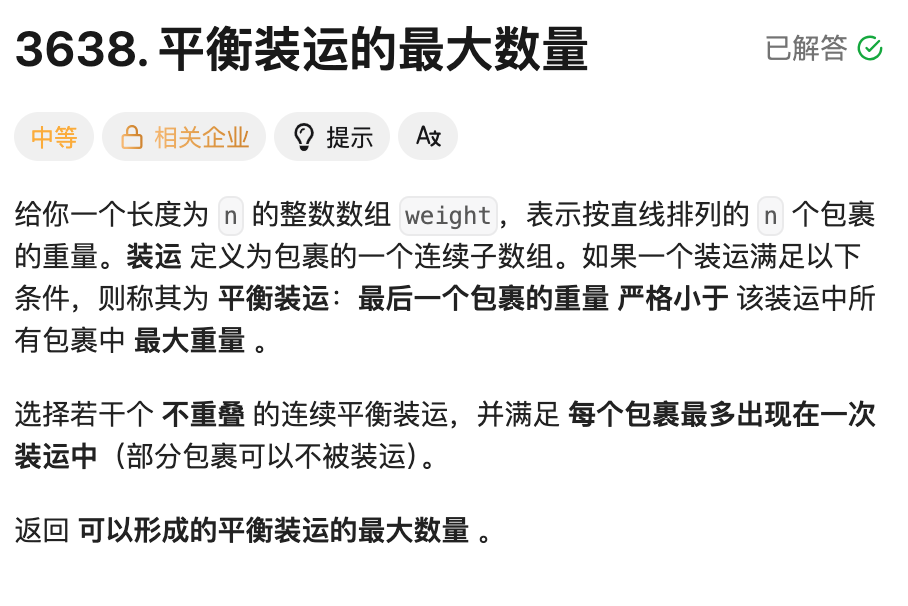 3638. 平衡装运的最大数量
已解答
中等 相关企业 提示
给你一个长度为 n 的整数数组 weight，表示按直线排列的 n 个包裹
的重量。装运 定义为包裹的一个连续子数组。如果一个装运满足以下
条件，则称其为 平衡装运：最后一个包裹的重量 严格小于 该装运中所
有包裹中 最大重量 。
选择若干个 不重叠 的连续平衡装运，并满足 每个包裹最多出现在一次
装运中（部分包裹可以不被装运）。
返回 可以形成的平衡装运的最大数量 。